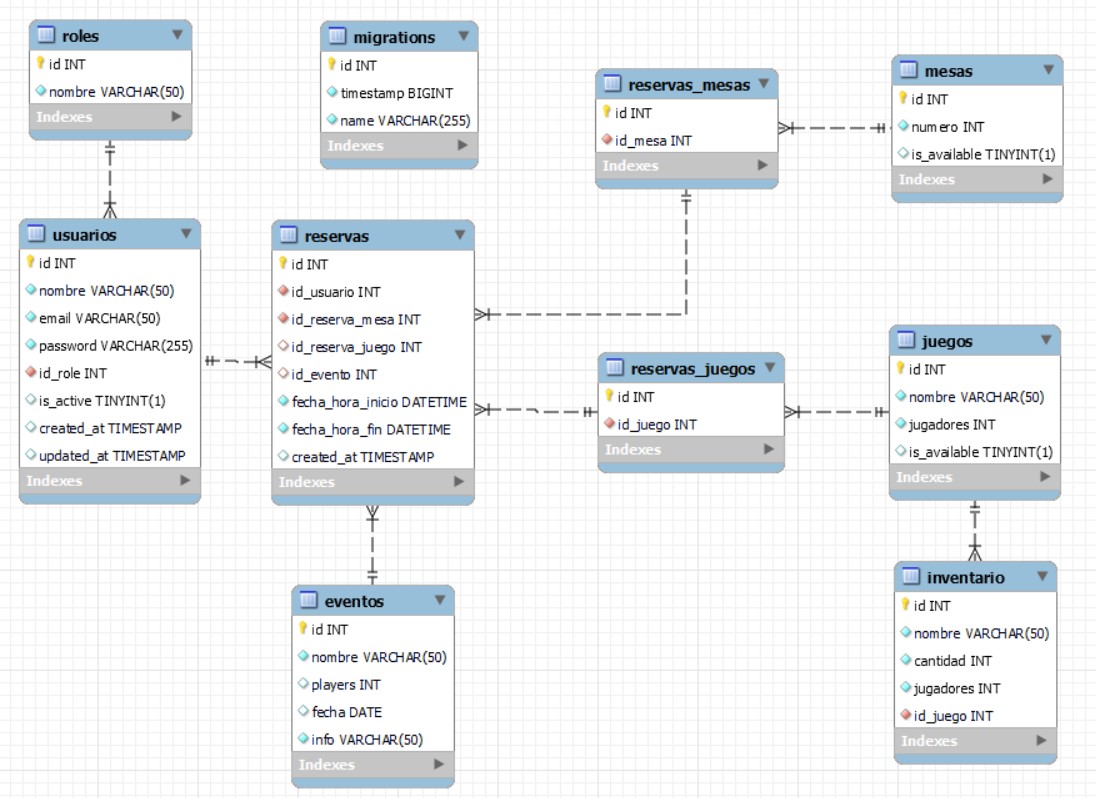 roles
id INT
nombre VARCHAR(50)
Indexes
migrations
id INT
timestamp BIGINT
name VARCHAR(255)
Indexes
reservas_mesas
id INT
id_mesa INT
Indexes
mesas
id INT
numero INT
is_available TINYINT(1)
Indexes
usuarios
id INT
nombre VARCHAR(50)
email VARCHAR(50)
password VARCHAR(255)
id_role INT
is_active TINYINT(1)
created_at TIMESTAMP
updated_at TIMESTAMP
Indexes
reservas
id INT
id_usuario INT
id_reserva_mesa INT
id_reserva_juego INT
id_evento INT
fecha_hora_inicio DATETIME
fecha_hora_fin DATETIME
created_at TIMESTAMP
Indexes
reservas_juegos
id INT
id_juego INT
Indexes
juegos
id INT
nombre VARCHAR(50)
jugadores INT
is_available TINYINT(1)
Indexes
eventos
id INT
nombre VARCHAR(50)
players INT
fecha DATE
info VARCHAR(50)
Indexes
inventario
id INT
nombre VARCHAR(50)
cantidad INT
jugadores INT
id_juego INT
Indexes